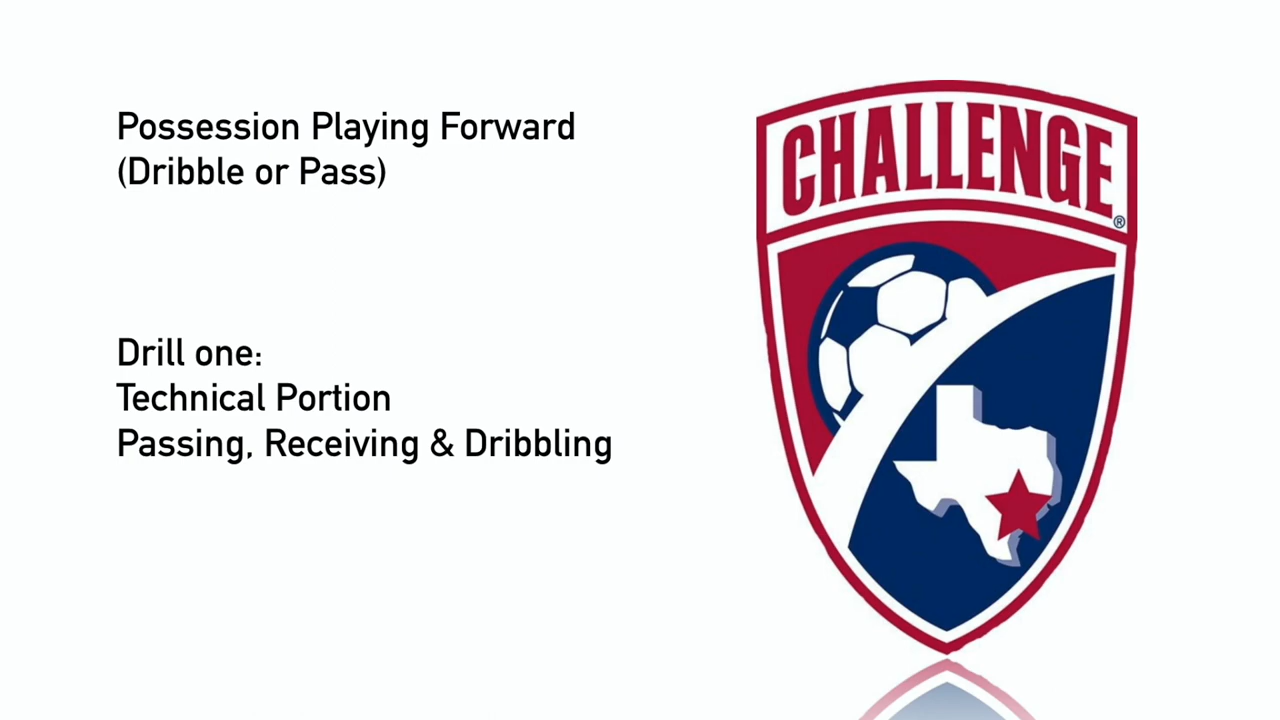 Possession Playing Forward
(Dribble or Pass)
Drill one:
Technical Portion
Passing, Receiving & Dribbling
CHALLENGE
®